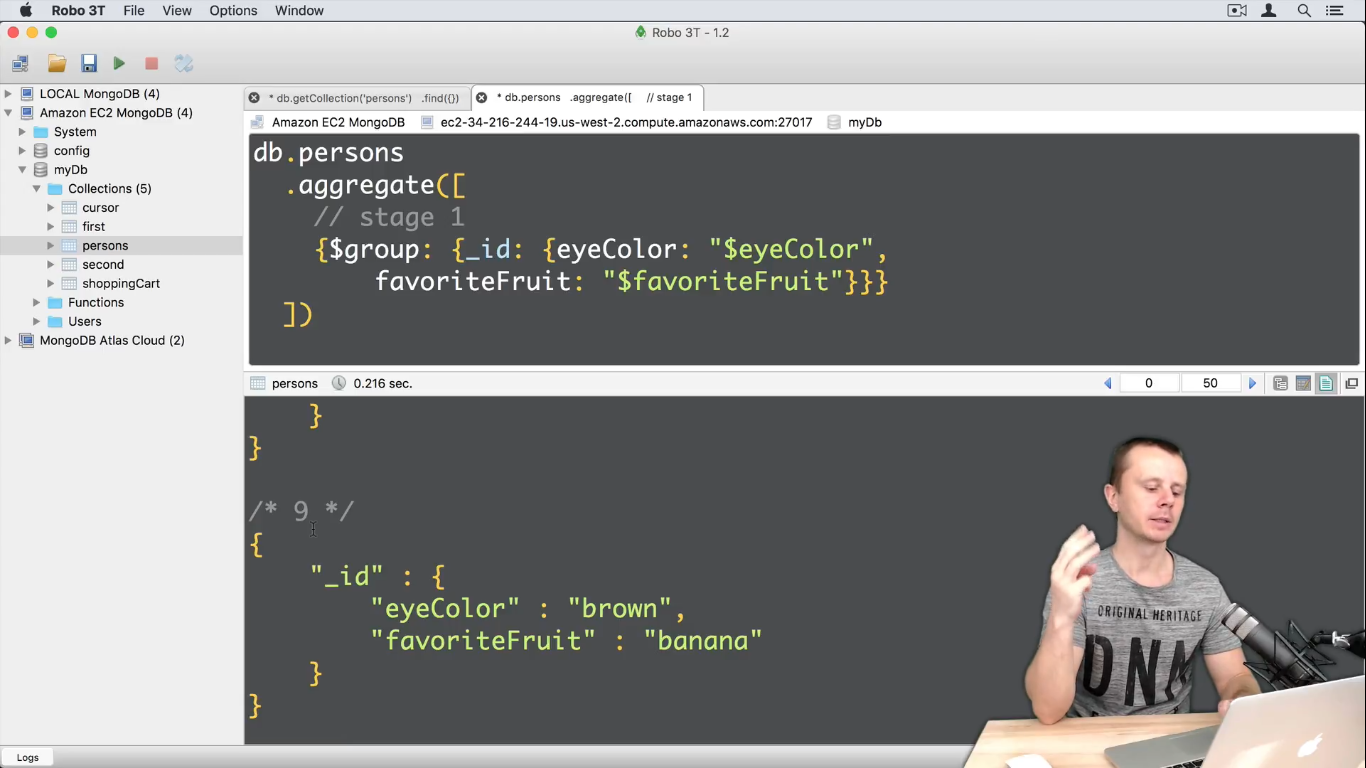 Robo 3T File View Options Window
Robo 3T - 1.2
LOCAL MongoDB (4)
Amazon EC2 MongoDB (4)
System
config
myDb
Collections (5)
cursor
first
persons
second
shoppingCart
Functions
Users
MongoDB Atlas Cloud (2)
* db.getCollection('persons') .find({}) * db.persons .aggregate([ // stage 1
Amazon EC2 MongoDB ec2-34-216-244-19.us-west-2.compute.amazonaws.com:27017 myDb
db.persons
.aggregate([
// stage 1
{$group: {_id: {eyeColor: "$eyeColor",
favoriteFruit: "$favoriteFruit"}}}
])
persons 0.216 sec. 0 50
}
}
/* 9 */
{
"_id" : {
"eyeColor" : "brown",
"favoriteFruit" : "banana"
}
}
ORIGINAL HERITAGE
DNM
Logs